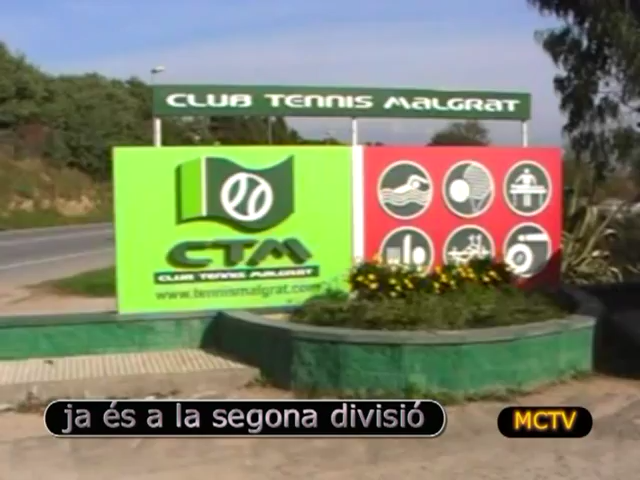 CLUB TENNIS MALGRAT
CTM
CLUB TENNIS MALGRAT
www.tennismalgrat.com
ja és a la segona divisió
MCTV